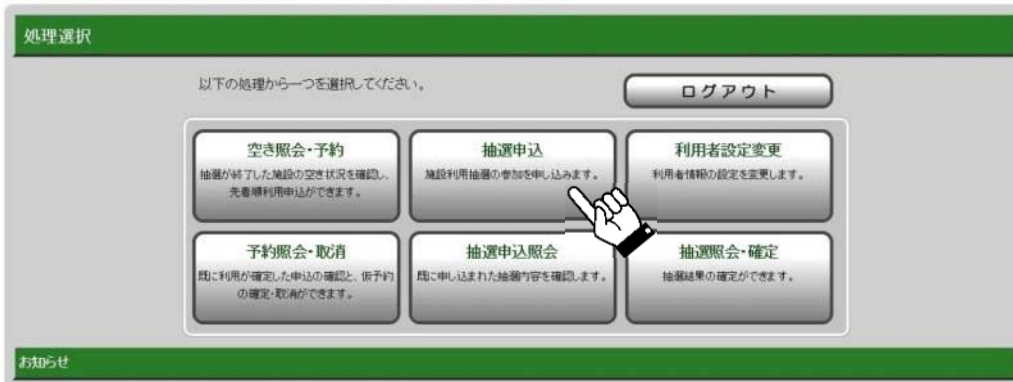 処理選択
以下の処理から一つを選択してください。
ログアウト
空き照会・予約
抽選が終了した施設の空き状況を確認し、
先着順利用申込ができます。
抽選申込
施設利用抽選の参加を申し込みます。
利用者設定変更
利用者情報の設定を変更します。
予約照会・取消
既に利用が確定した申込の確認と、仮予約
の確定・取消ができます。
抽選申込照会
既に申し込まれた抽選内容を確認します。
抽選照会・確定
抽選結果の確定ができます。
お知らせ